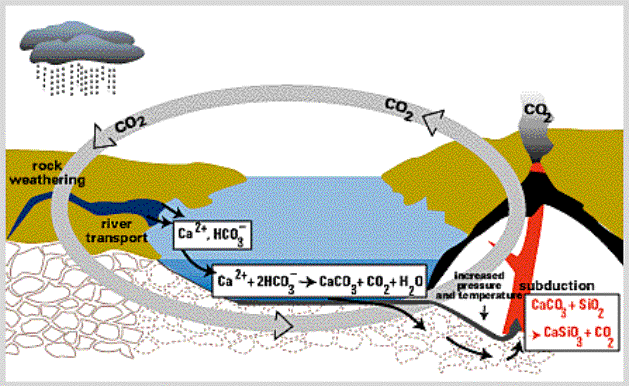 CO2
CO2
CO2
rock
weathering
river
transport
Ca2+, HCO3−
Ca2+ + 2HCO3− → CaCO3 + CO2 + H2O
increased
pressure
and temperature
subduction
CaCO3 + SiO2
➤ CaSiO3 + CO2